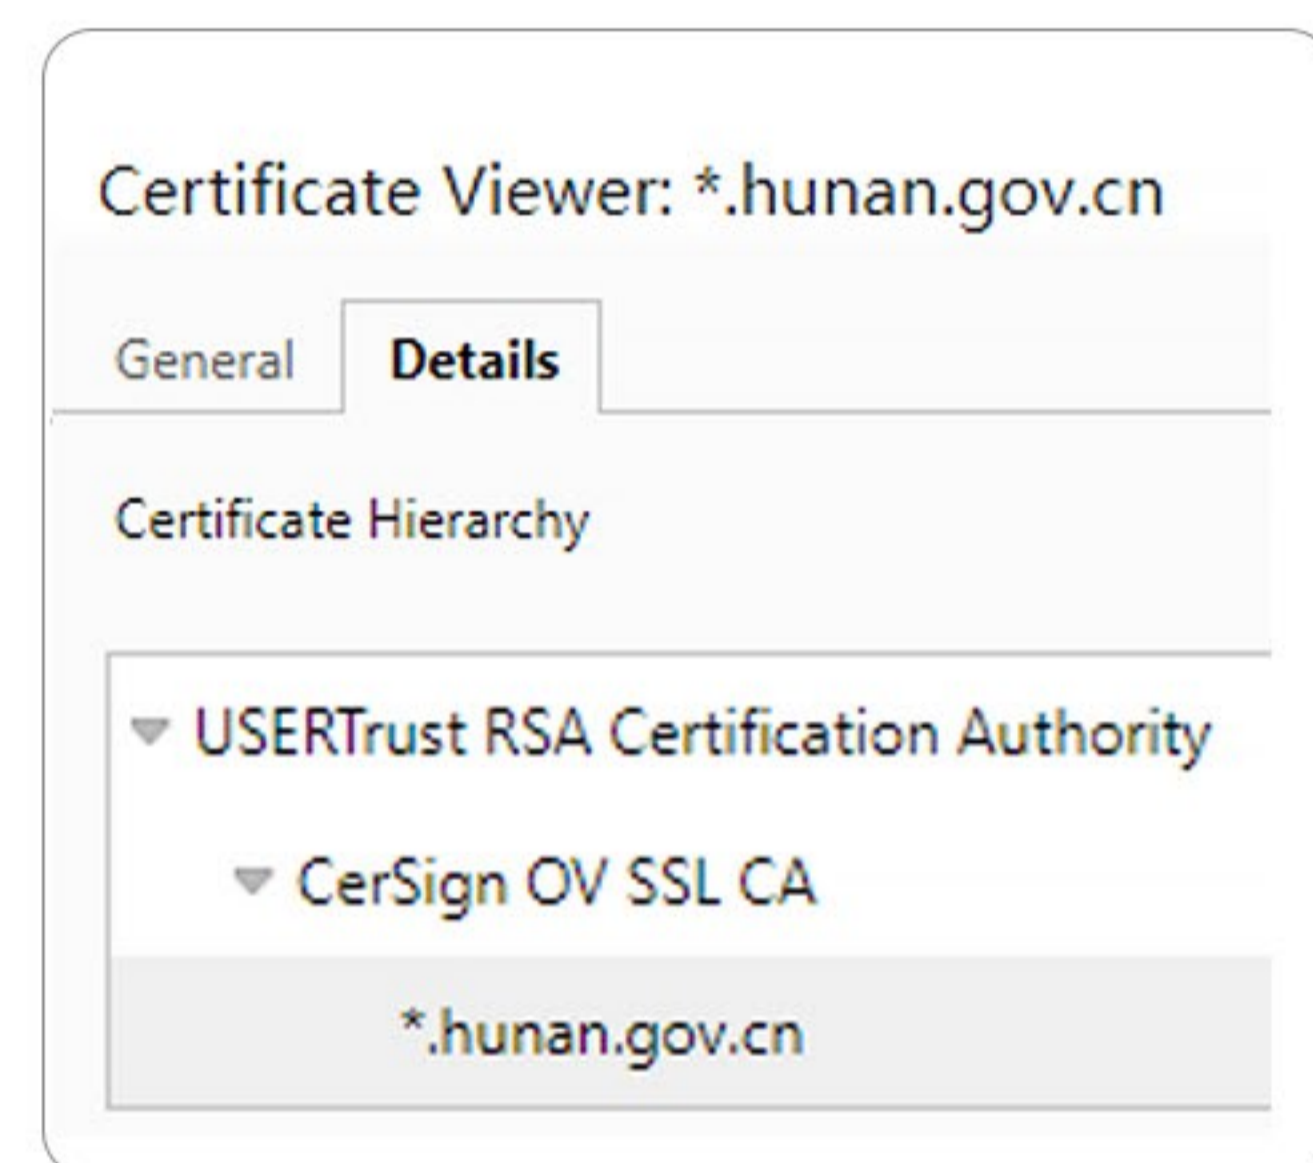 Certificate Viewer: *.hunan.gov.cn
General Details
Certificate Hierarchy
USERTrust RSA Certification Authority
CerSign OV SSL CA
*.hunan.gov.cn